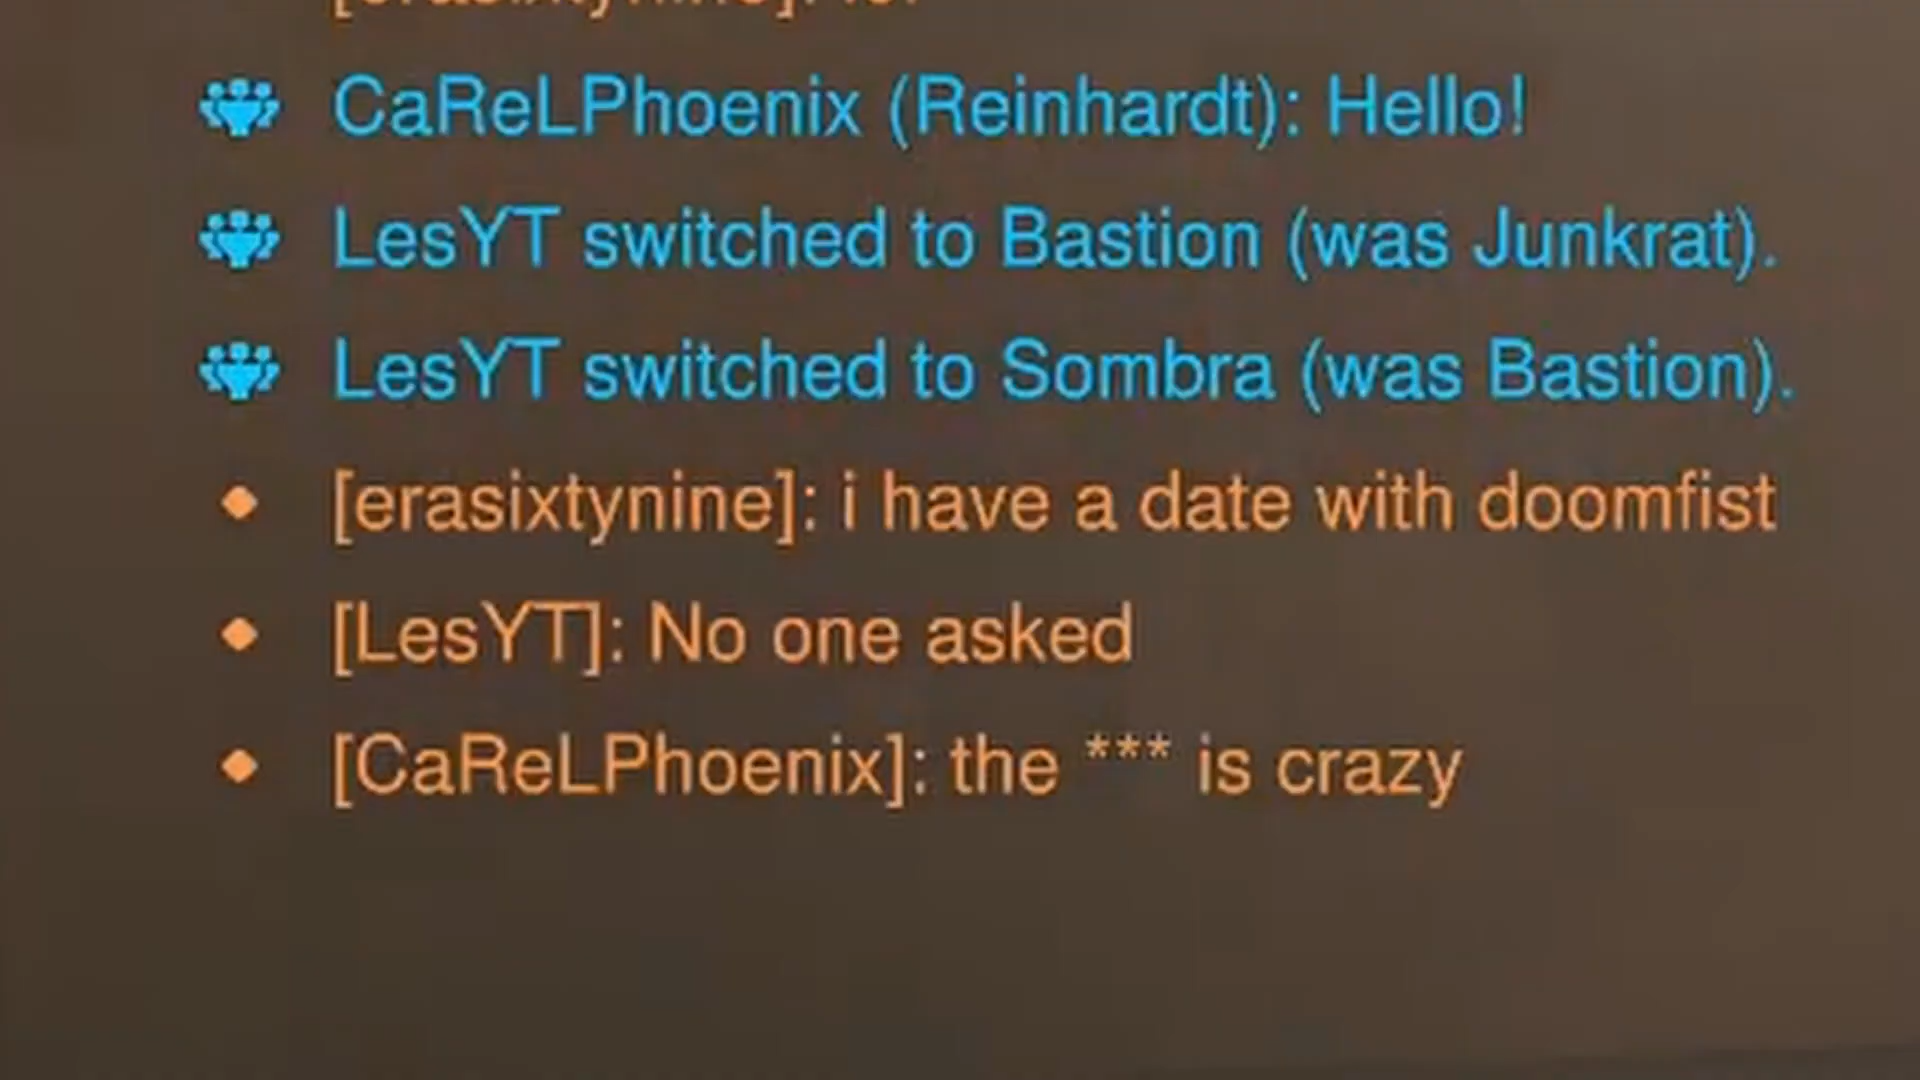 CaReLPhoenix (Reinhardt): Hello!
LesYT switched to Bastion (was Junkrat).
LesYT switched to Sombra (was Bastion).
[erasixtynine]: i have a date with doomfist
[LesYT]: No one asked
[CaReLPhoenix]: the *** is crazy